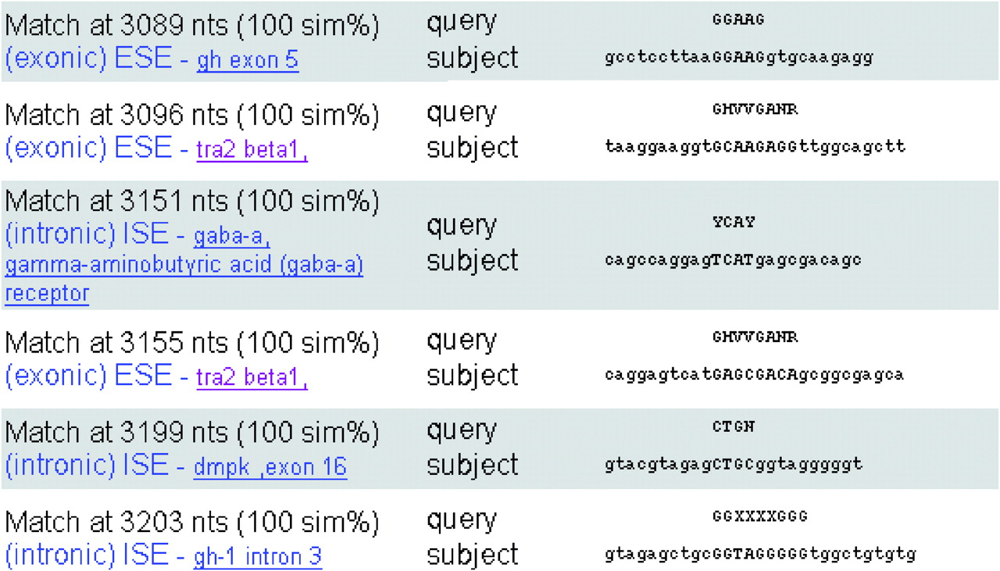 Match at 3089 nts (100 sim%) query GGAAG
(exonic) ESE - gh exon 5 subject gcctccttaaGGAAGgtgcaagagg
Match at 3096 nts (100 sim%) query GHVVGANR
(exonic) ESE - tra2 beta1, subject taaggaaggtGCAAGAGGttggcagctt
Match at 3151 nts (100 sim%)
(intronic) ISE - gaba-a, query YCAY
gamma-aminobutyric acid (gaba-a) subject cagccaggagTCATgagcgacagc
receptor
Match at 3155 nts (100 sim%) query GHVVGANR
(exonic) ESE - tra2 beta1, subject caggagtcatGAGCGACAgcggcgagca
Match at 3199 nts (100 sim%) query CTGN
(intronic) ISE - dmpk ,exon 16 subject gtacgtagagCTGCggtagggggt
Match at 3203 nts (100 sim%) query GGXXXXGGG
(intronic) ISE - gh-1 intron 3 subject gtagagctgcGGTAGGGGGtggctgtgtg